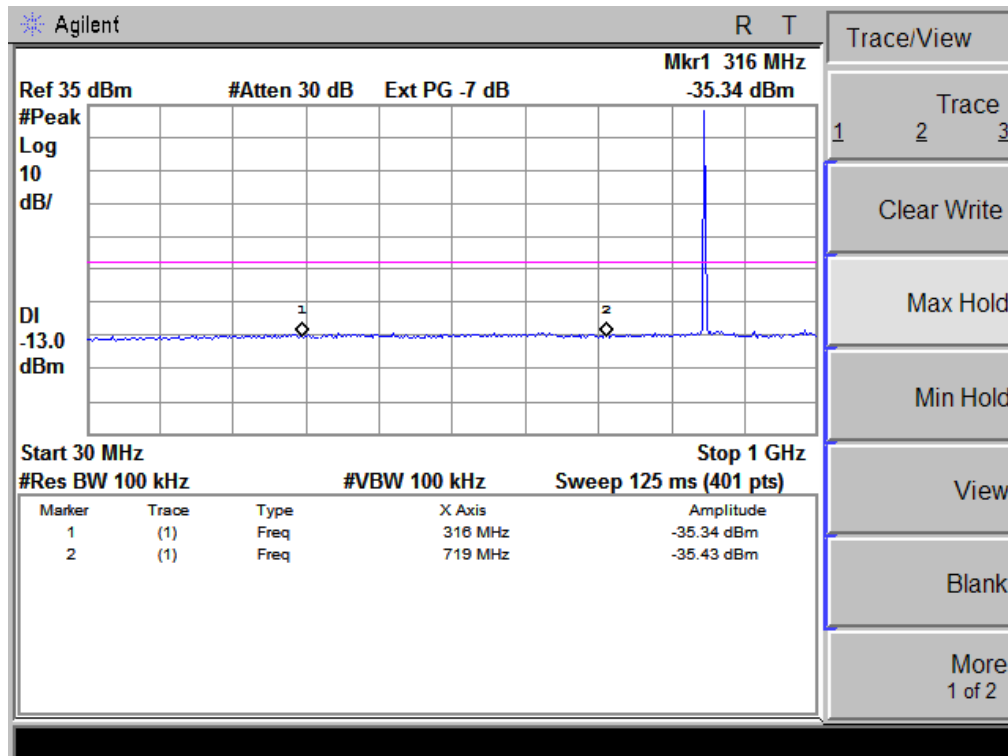 Agilent R T
Trace/View
Mkr1 316 MHz
Ref 35 dBm #Atten 30 dB Ext PG -7 dB -35.34 dBm
#Peak
Log
10
dB/
DI
-13.0
dBm
1 2
Start 30 MHz Stop 1 GHz
#Res BW 100 kHz #VBW 100 kHz Sweep 125 ms (401 pts)
Marker Trace Type X Axis Amplitude
1 (1) Freq 316 MHz -35.34 dBm
2 (1) Freq 719 MHz -35.43 dBm
Trace
1 2 3
Clear Write
Max Hold
Min Hold
View
Blank
More
1 of 2